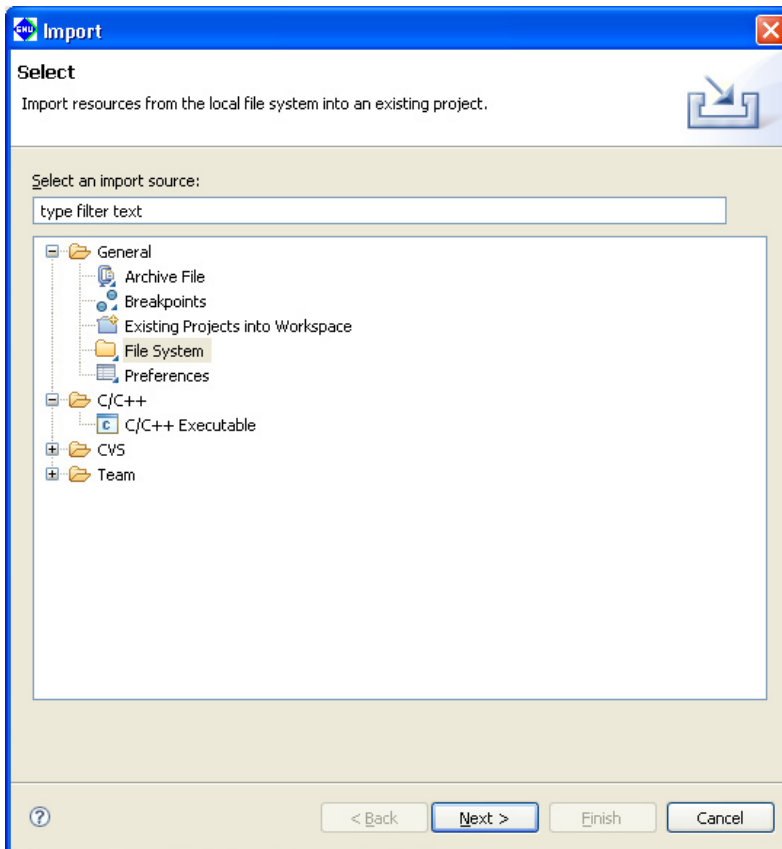 GNU Import
Select
Import resources from the local file system into an existing project.
Select an import source:
type filter text
General
Archive File
Breakpoints
Existing Projects into Workspace
File System
Preferences
C/C++
C C/C++ Executable
CVS
Team
? < Back Next > Finish Cancel